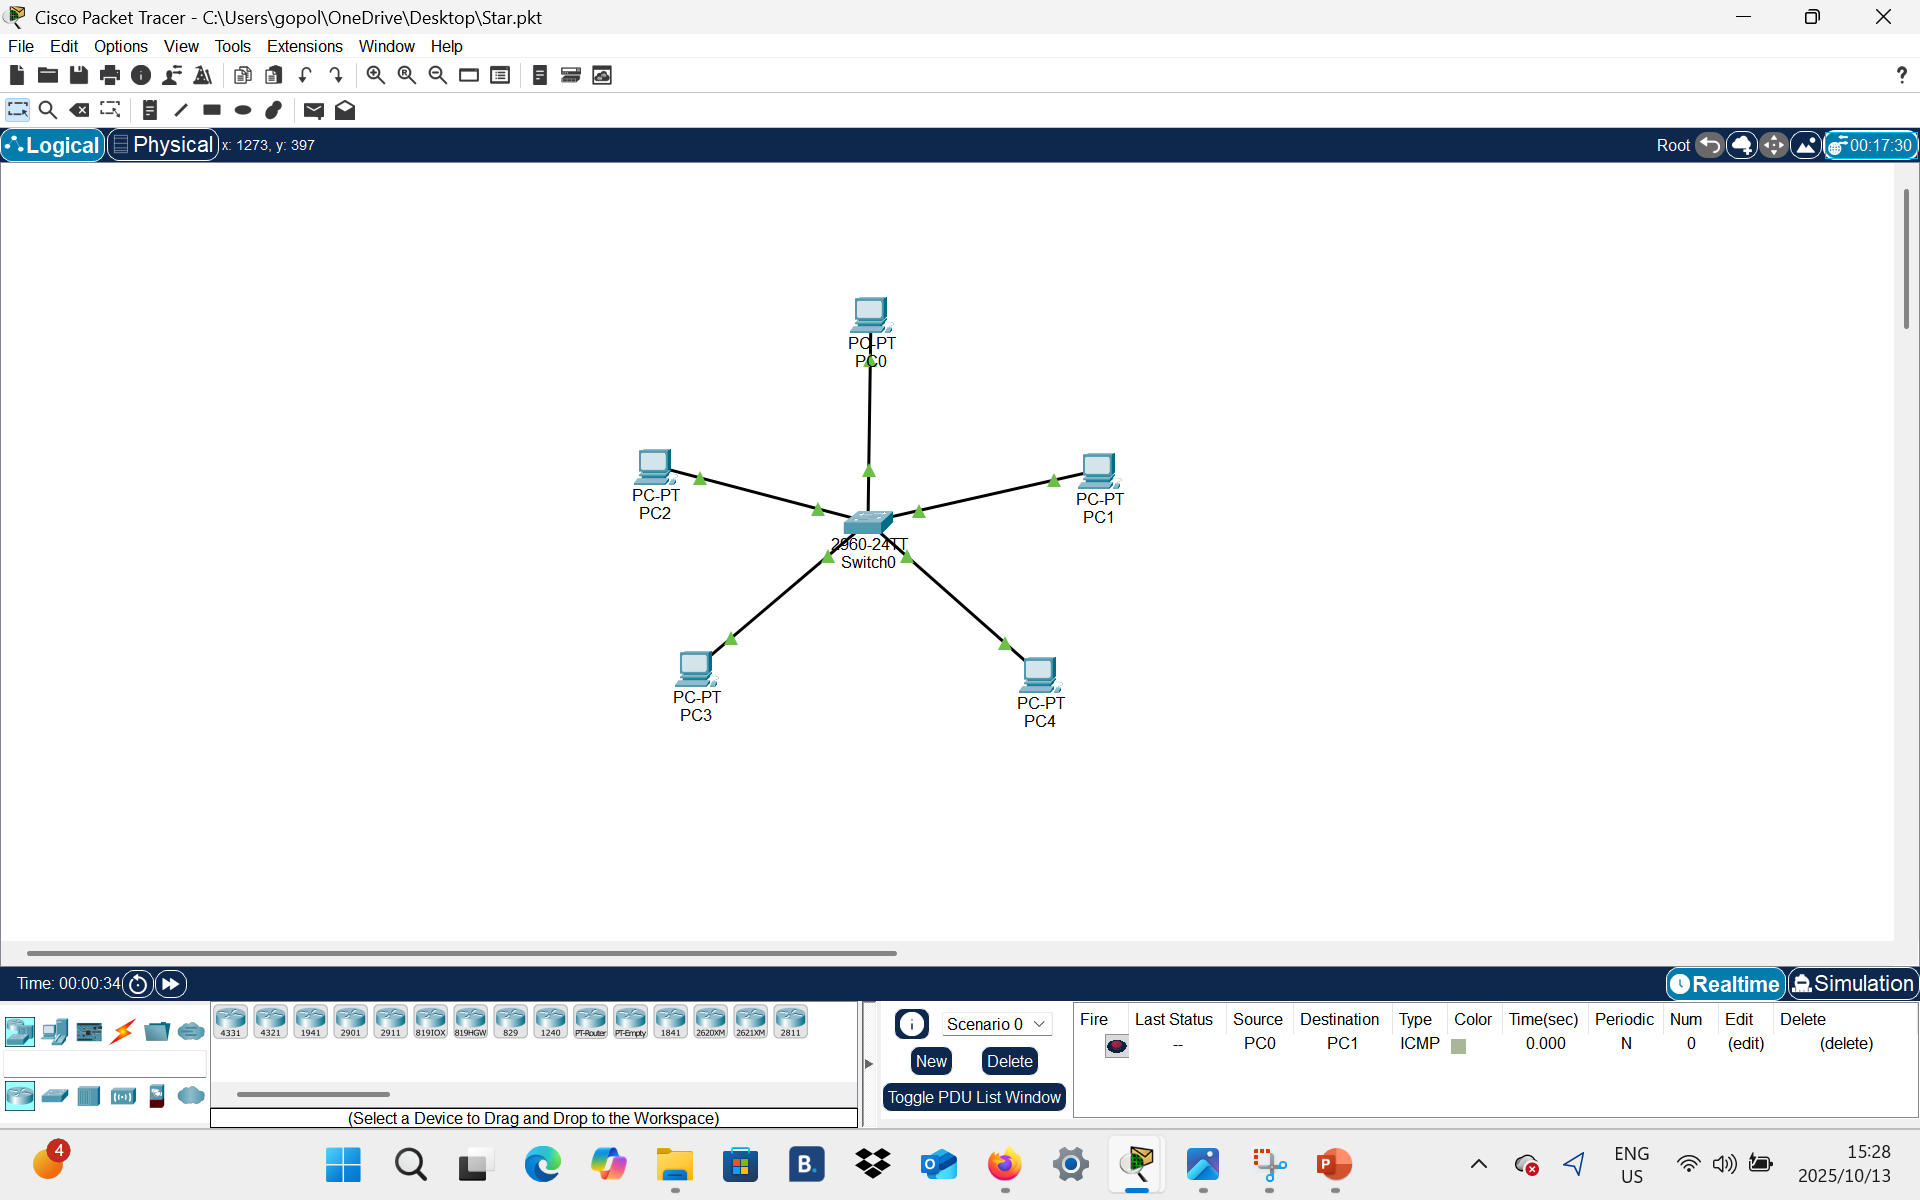 Cisco Packet Tracer - C:\Users\gopol\OneDrive\Desktop\Star.pkt
File Edit Options View Tools Extensions Window Help
?
Logical Physical x: 1273, y: 397 Root 00:17:30
PC-PT
PC0
PC-PT
PC2
PC-PT
PC1
2960-24TT
Switch0
PC-PT
PC3
PC-PT
PC4
Time: 00:00:34 Realtime Simulation
4331 4321 1941 2901 2911 819IOX 819HGW 829 1240 PT-Router PT-Empty 1841 2620XM 2621XM 2811
(Select a Device to Drag and Drop to the Workspace)
Scenario 0
New Delete
Toggle PDU List Window
Fire Last Status Source Destination Type Color Time(sec) Periodic Num Edit Delete
-- PC0 PC1 ICMP 0.000 N 0 (edit) (delete)
4
B.
ENG
US
15:28
2025/10/13